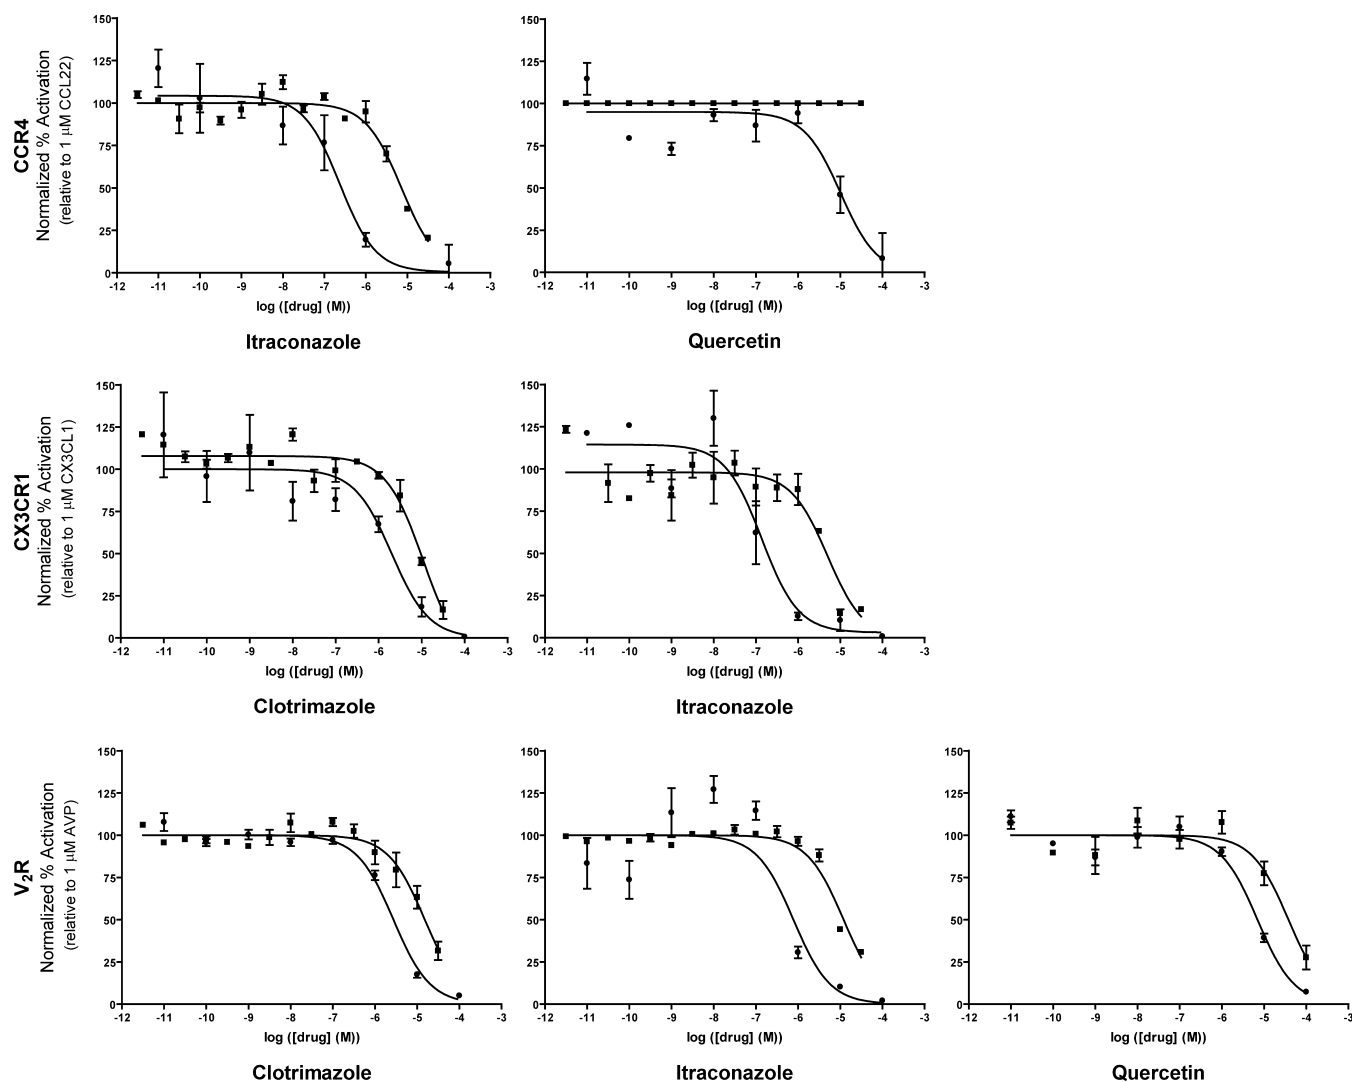 CCR4
Normalized % Activation
(relative to 1 µM CCL22)
150
125
100
75
50
25
0
-12 -11 -10 -9 -8 -7 -6 -5 -4 -3
log ([drug] (M))
Itraconazole
150
125
100
75
50
25
0
-12 -11 -10 -9 -8 -7 -6 -5 -4 -3
log ([drug] (M))
Quercetin
CX3CR1
Normalized % Activation
(relative to 1 µM CX3CL1)
150
125
100
75
50
25
0
-12 -11 -10 -9 -8 -7 -6 -5 -4 -3
log ([drug] (M))
Clotrimazole
150
125
100
75
50
25
0
-12 -11 -10 -9 -8 -7 -6 -5 -4 -3
log ([drug] (M))
Itraconazole
V2R
Normalized % Activation
(relative to 1 µM AVP)
150
125
100
75
50
25
0
-12 -11 -10 -9 -8 -7 -6 -5 -4 -3
log ([drug] (M))
Clotrimazole
150
125
100
75
50
25
0
-12 -11 -10 -9 -8 -7 -6 -5 -4 -3
log ([drug] (M))
Itraconazole
150
125
100
75
50
25
0
-12 -11 -10 -9 -8 -7 -6 -5 -4 -3
log ([drug] (M))
Quercetin